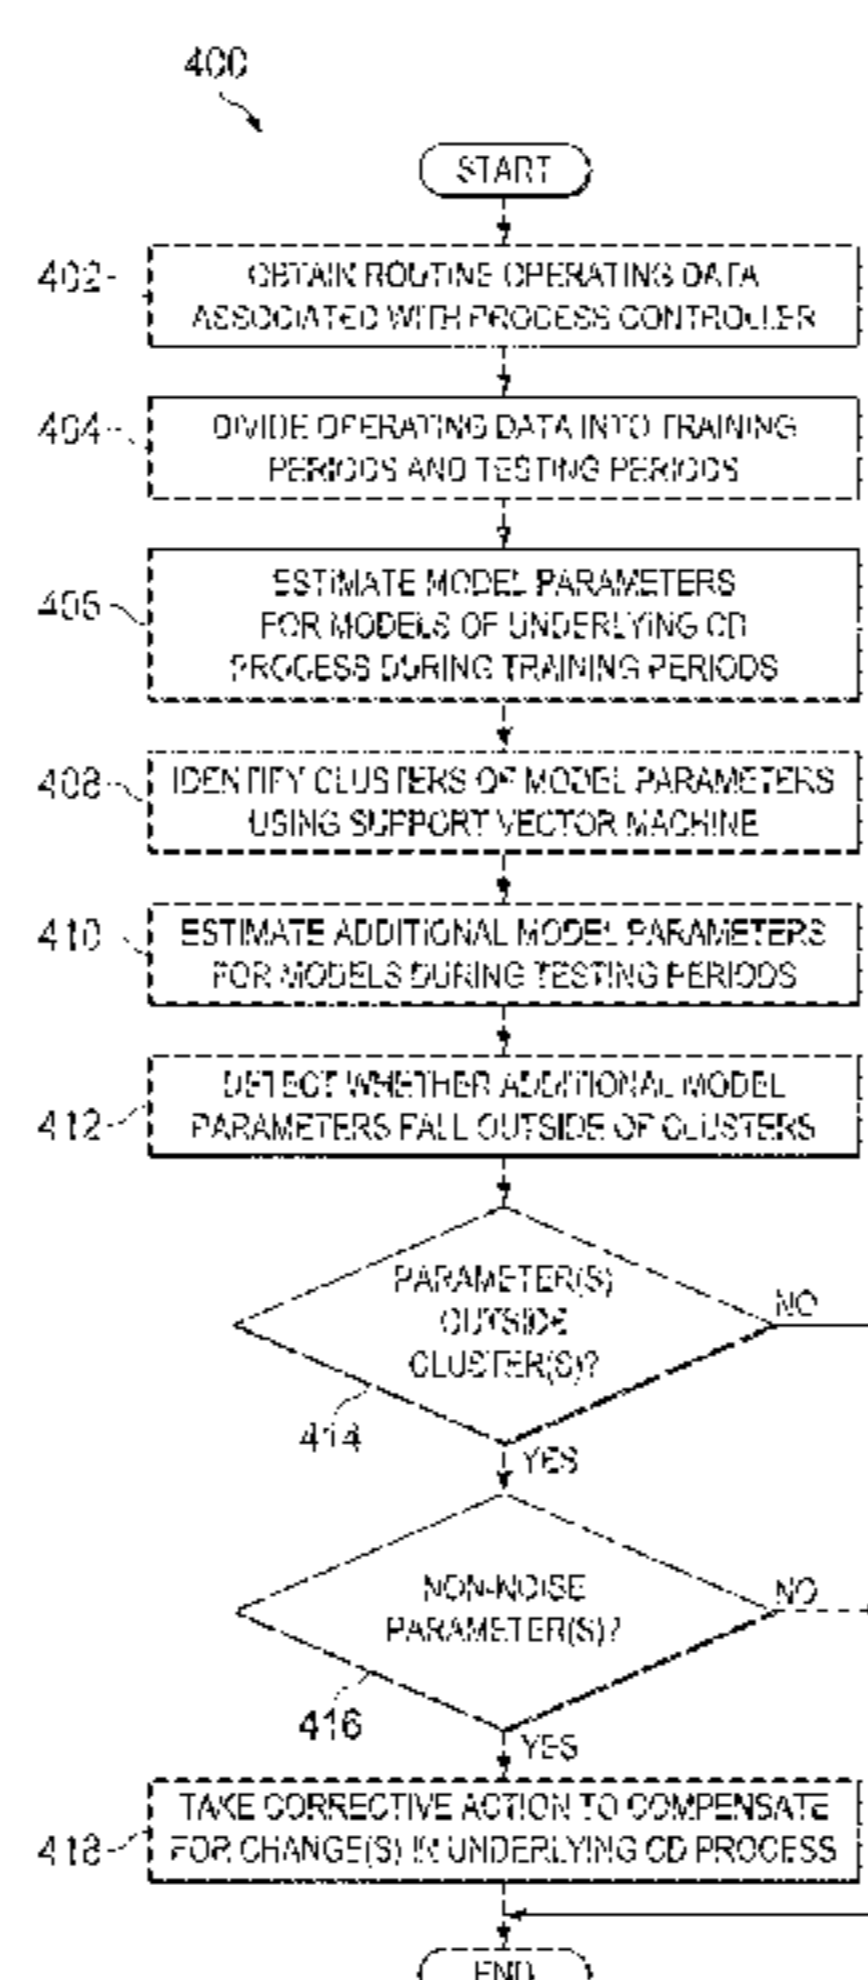 400
START
402
OBTAIN ROUTINE OPERATING DATA
ASSOCIATED WITH PROCESS CONTROLLER
404
DIVIDE OPERATING DATA INTO TRAINING
PERIODS AND TESTING PERIODS
406
ESTIMATE MODEL PARAMETERS
FOR MODELS OF UNDERLYING CD
PROCESS DURING TRAINING PERIODS
408
IDENTIFY CLUSTERS OF MODEL PARAMETERS
USING SUPPORT VECTOR MACHINE
410
ESTIMATE ADDITIONAL MODEL PARAMETERS
FOR MODELS DURING TESTING PERIODS
412
DETECT WHETHER ADDITIONAL MODEL
PARAMETERS FALL OUTSIDE OF CLUSTERS
PARAMETER(S)
OUTSIDE
CLUSTER(S)?
NO
414
YES
NON-NOISE
PARAMETER(S)?
NO
416
YES
418
TAKE CORRECTIVE ACTION TO COMPENSATE
FOR CHANGE(S) IN UNDERLYING CD PROCESS
END